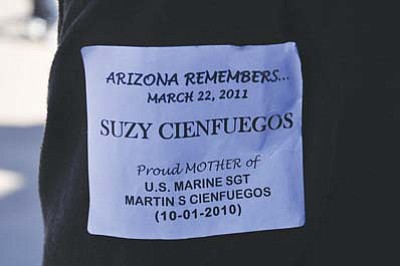 ARIZONA REMEMBERS...
MARCH 22, 2011
SUZY CIENFUEGOS
Proud MOTHER of
U.S. MARINE SGT
MARTIN S CIENFUEGOS
(10-01-2010)